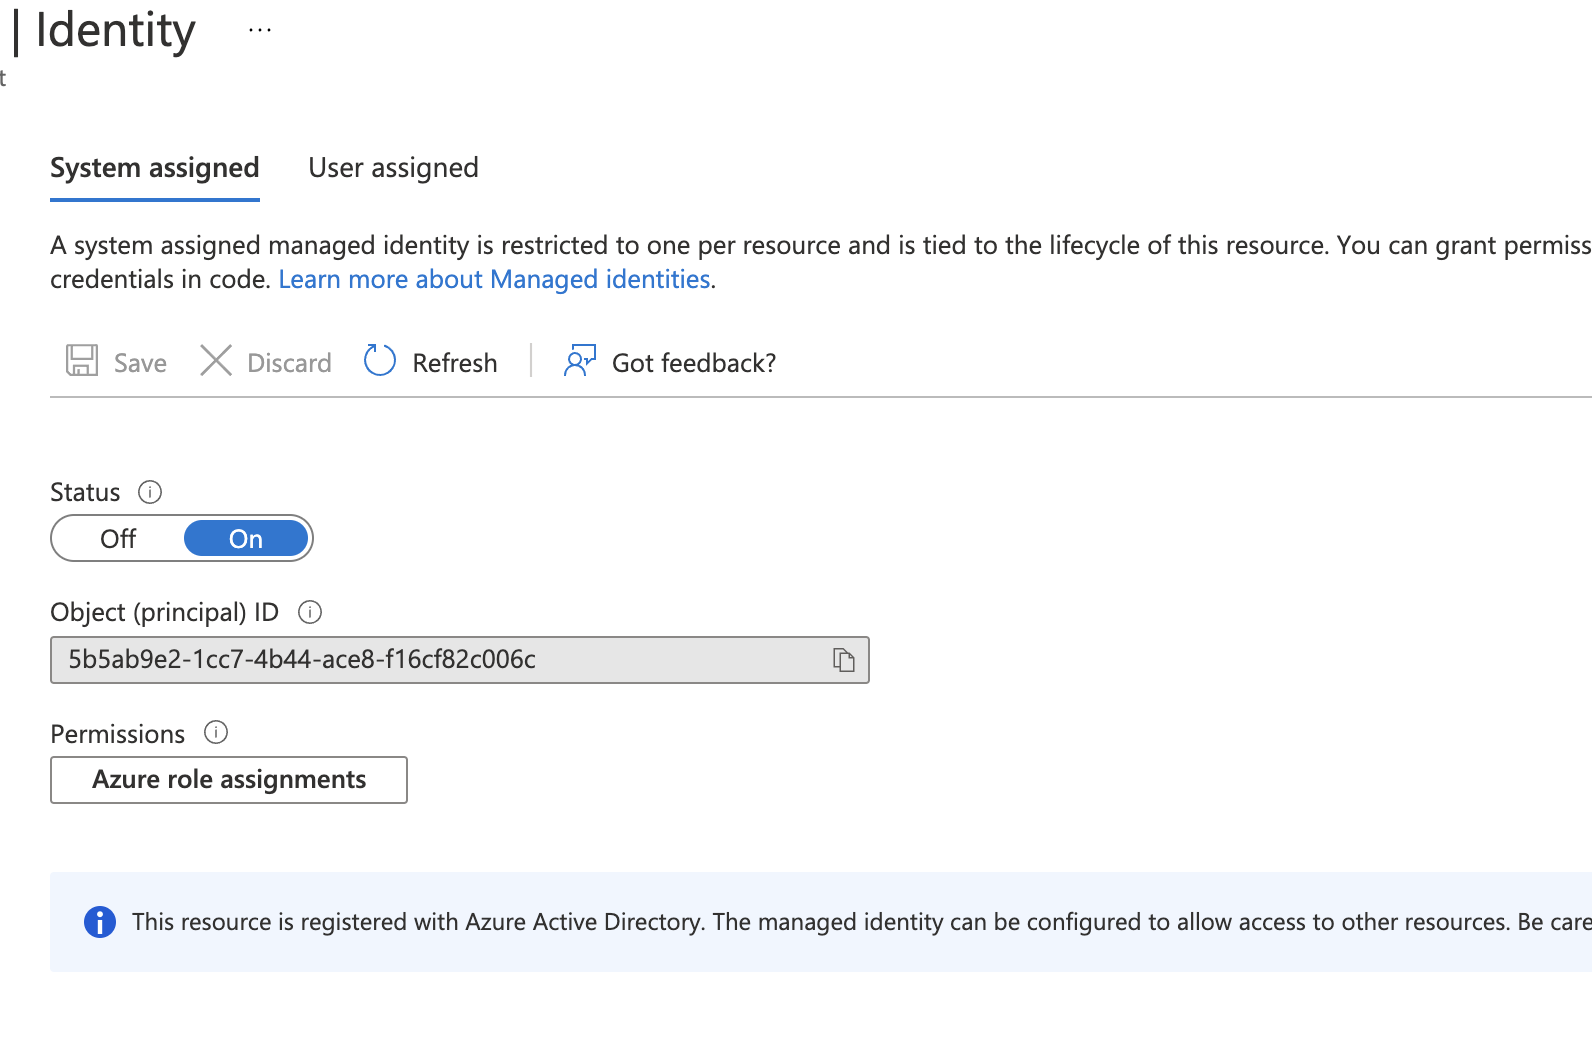 | Identity ...
t
System assigned User assigned
A system assigned managed identity is restricted to one per resource and is tied to the lifecycle of this resource. You can grant permiss
credentials in code. Learn more about Managed identities.
Save Discard Refresh | Got feedback?
Status
Off On
Object (principal) ID
5b5ab9e2-1cc7-4b44-ace8-f16cf82c006c
Permissions
Azure role assignments
This resource is registered with Azure Active Directory. The managed identity can be configured to allow access to other resources. Be care